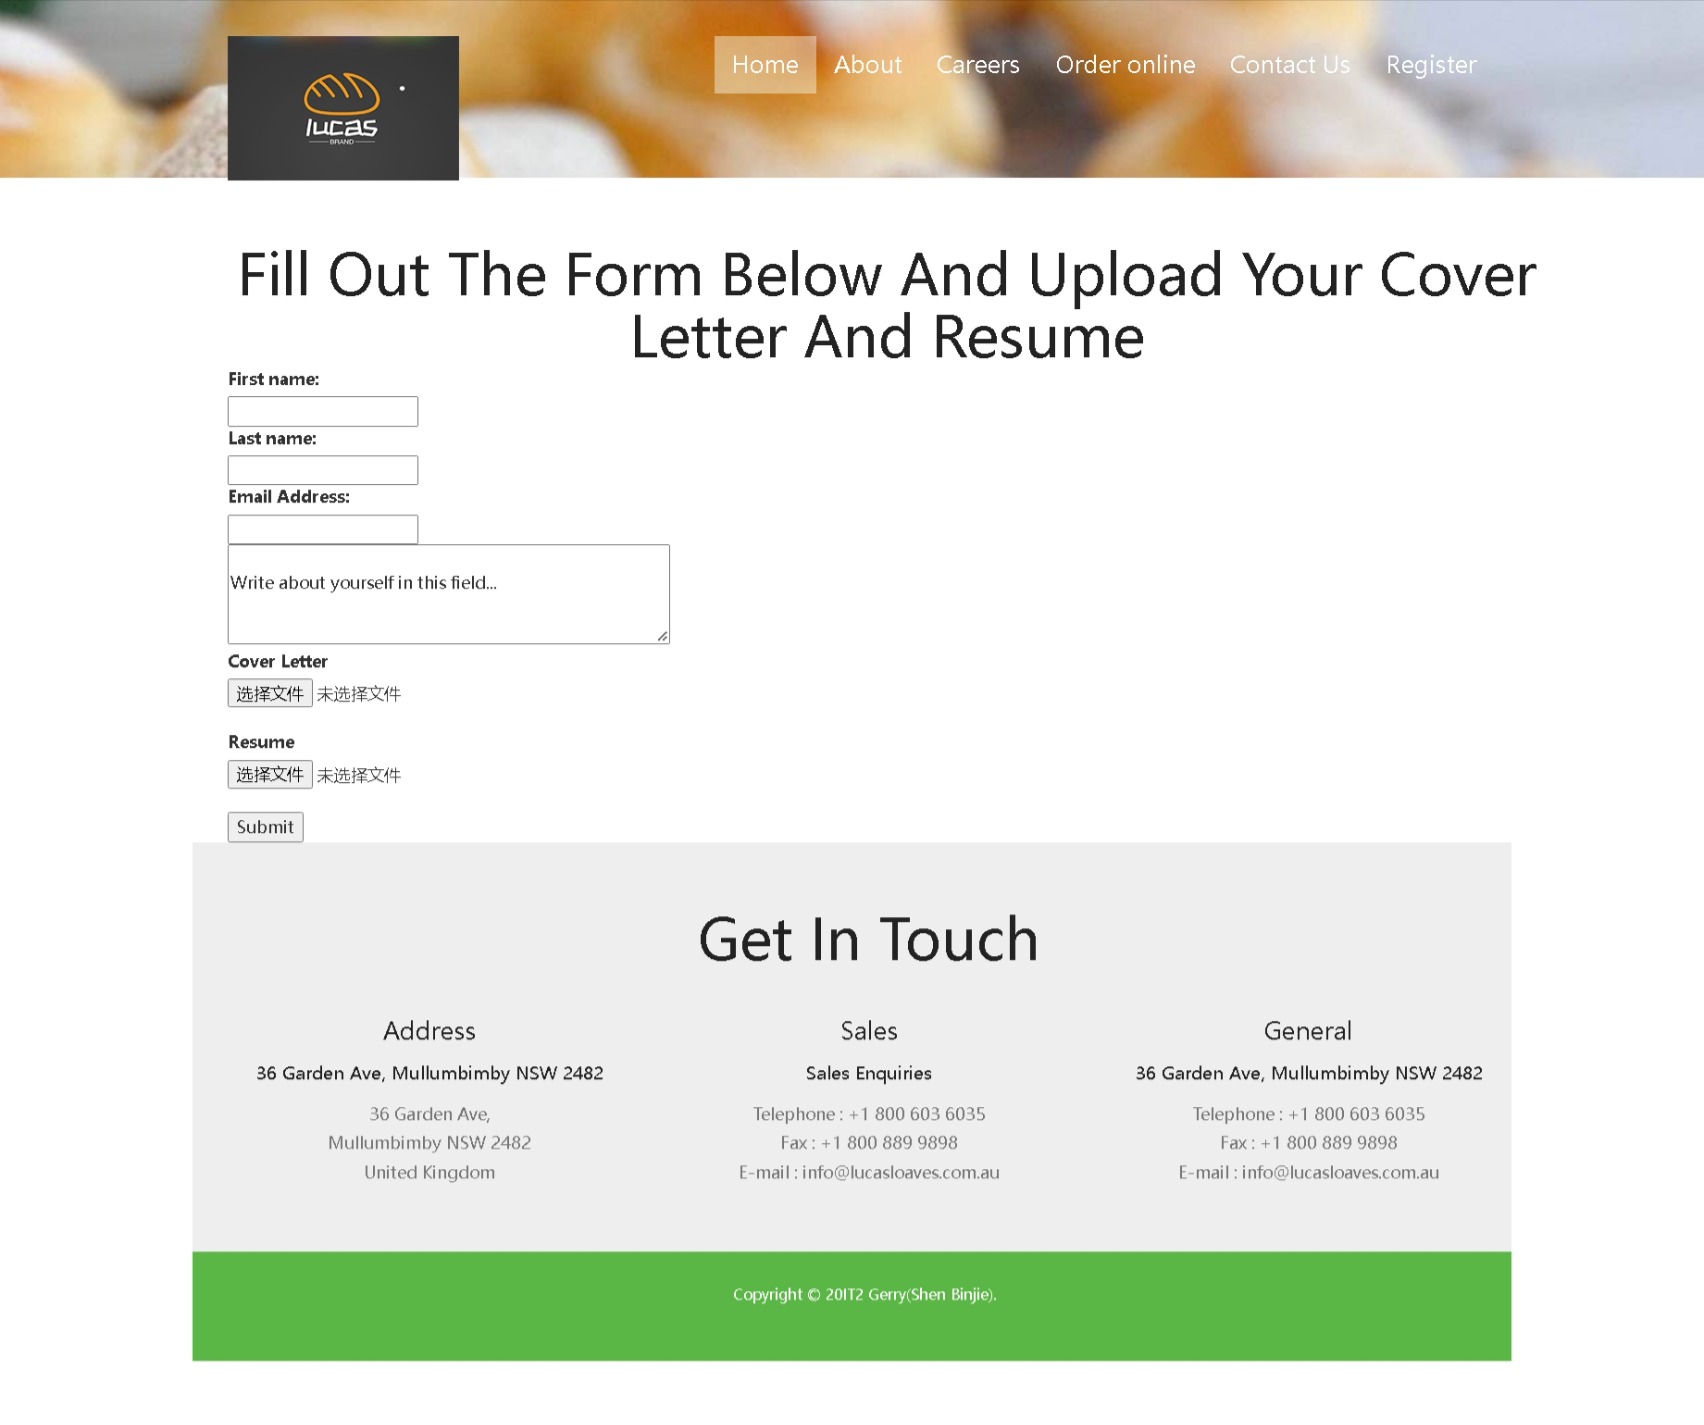 lucas
BRAND
Home About Careers Order online Contact Us Register
Fill Out The Form Below And Upload Your Cover
Letter And Resume
First name:
Last name:
Email Address:
Write about yourself in this field...
Cover Letter
选择文件 未选择文件
Resume
选择文件 未选择文件
Submit
Get In Touch
Address
36 Garden Ave, Mullumbimby NSW 2482
36 Garden Ave,
Mullumbimby NSW 2482
United Kingdom
Sales
Sales Enquiries
Telephone : +1 800 603 6035
Fax : +1 800 889 9898
E-mail : info@lucasloaves.com.au
General
36 Garden Ave, Mullumbimby NSW 2482
Telephone : +1 800 603 6035
Fax : +1 800 889 9898
E-mail : info@lucasloaves.com.au
Copyright © 20IT2 Gerry(Shen Binjie).